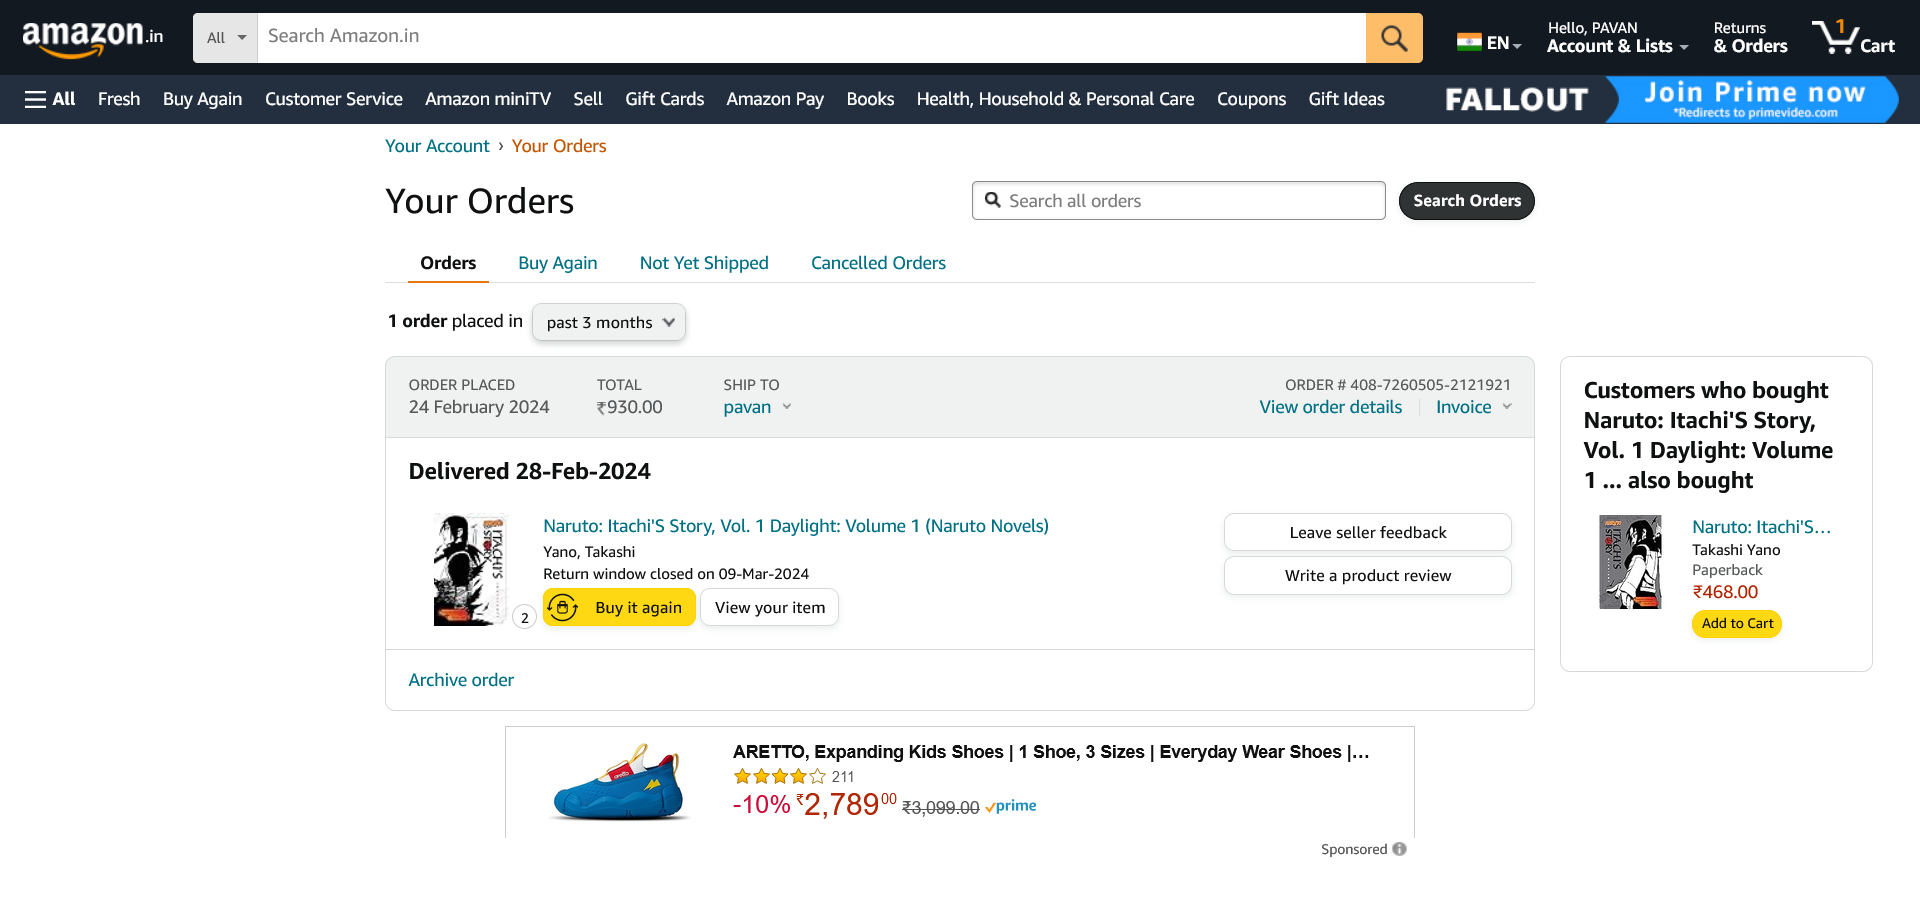 amazon.in
All
Search Amazon.in
EN
Hello, PAVAN
Account & Lists
Returns
& Orders
1
Cart
All
Fresh
Buy Again
Customer Service
Amazon miniTV
Sell
Gift Cards
Amazon Pay
Books
Health, Household & Personal Care
Coupons
Gift Ideas
FALLOUT
Join Prime now
*Redirects to primevideo.com
Your Account › Your Orders
Your Orders
Search all orders
Search Orders
Orders
Buy Again
Not Yet Shipped
Cancelled Orders
1 order placed in
past 3 months
ORDER PLACED
24 February 2024
TOTAL
₹930.00
SHIP TO
pavan
ORDER # 408-7260505-2121921
View order details
Invoice
Delivered 28-Feb-2024
ITACHI'S
STORY
2
Naruto: Itachi'S Story, Vol. 1 Daylight: Volume 1 (Naruto Novels)
Yano, Takashi
Return window closed on 09-Mar-2024
Buy it again
View your item
Leave seller feedback
Write a product review
Archive order
Customers who bought
Naruto: Itachi'S Story,
Vol. 1 Daylight: Volume
1 ... also bought
ITACHI'S
STORY
Naruto: Itachi'S…
Takashi Yano
Paperback
₹468.00
Add to Cart
ARETTO, Expanding Kids Shoes | 1 Shoe, 3 Sizes | Everyday Wear Shoes |…
211
-10% ₹2,78900 ₹3,099.00 prime
Sponsored